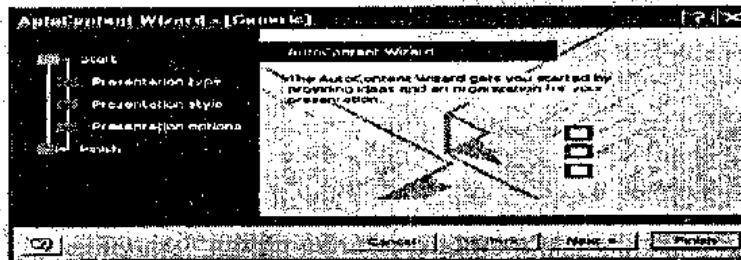 AutoContent Wizard - [Generic]
Start
Presentation type
Presentation style
Presentation options
Finish
AutoContent Wizard
The AutoContent Wizard gets you started by
providing ideas and an organization for your
presentation.
Cancel
< Back
Next >
Finish